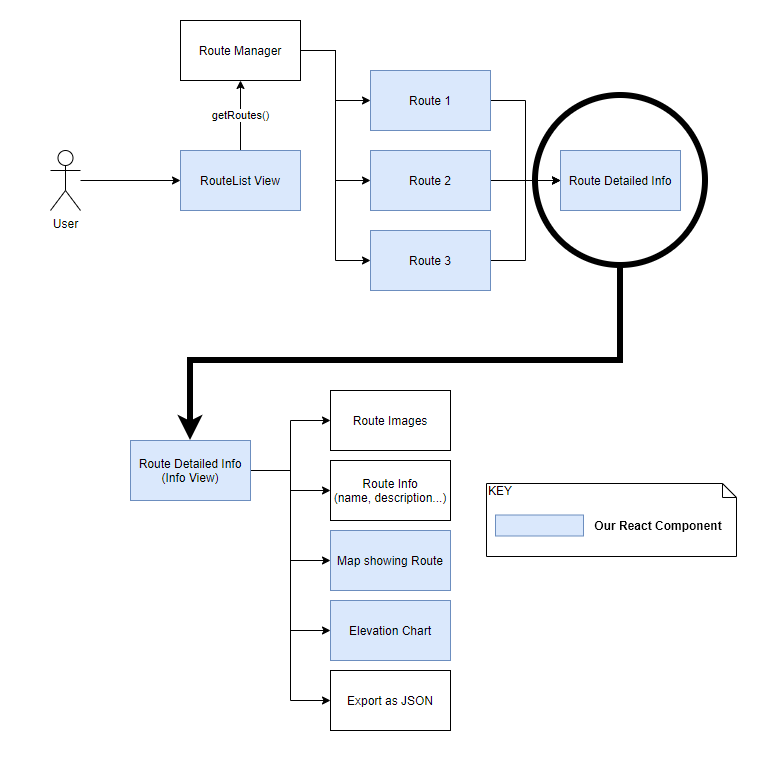 Route Manager
getRoutes()
Route 1
RouteList View
Route 2
Route Detailed Info
User
Route 3
Route Images
Route Detailed Info
(Info View)
Route Info
(name, description...)
KEY
Our React Component
Map showing Route
Elevation Chart
Export as JSON